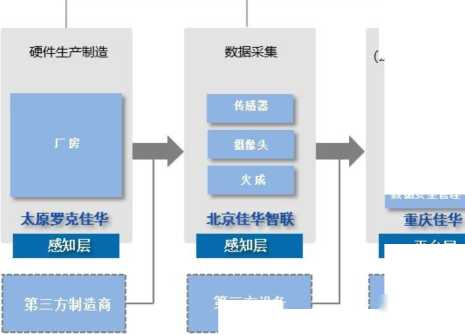 硬件生产制造
厂房
太原罗克佳华
感知层
第三方制造商
数据采集
传感器
摄像头
北京佳华智联
感知层
重庆佳华